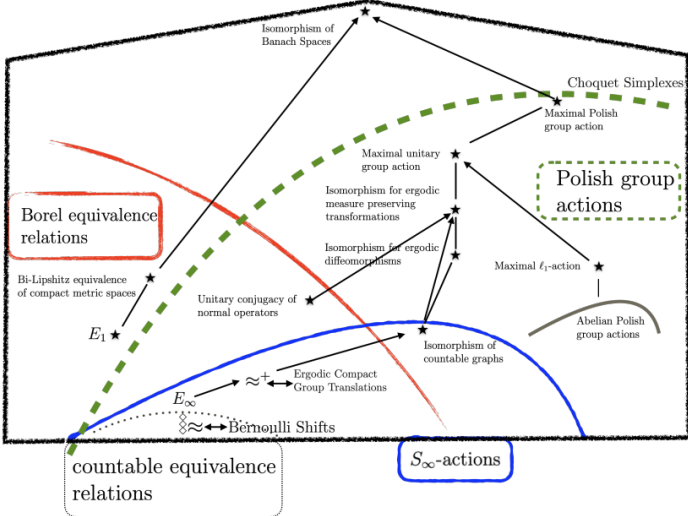 Isomorphism of
Banach Spaces
Choquet Simplexes
Maximal Polish
group action
Maximal unitary
group action
Polish group
actions
Isomorphism for ergodic
measure preserving
transformations
Borel equivalence
relations
Isomorphism for ergodic
diffeomorphisms
Bi-Lipshitz equivalence
of compact metric spaces
Maximal ℓ₁-action
Unitary conjugacy of
normal operators
E₁
Abelian Polish
group actions
Isomorphism of
countable graphs
≈⁺
Ergodic Compact
Group Translations
E∞
≈
Bernoulli Shifts
countable equivalence
relations
S∞-actions